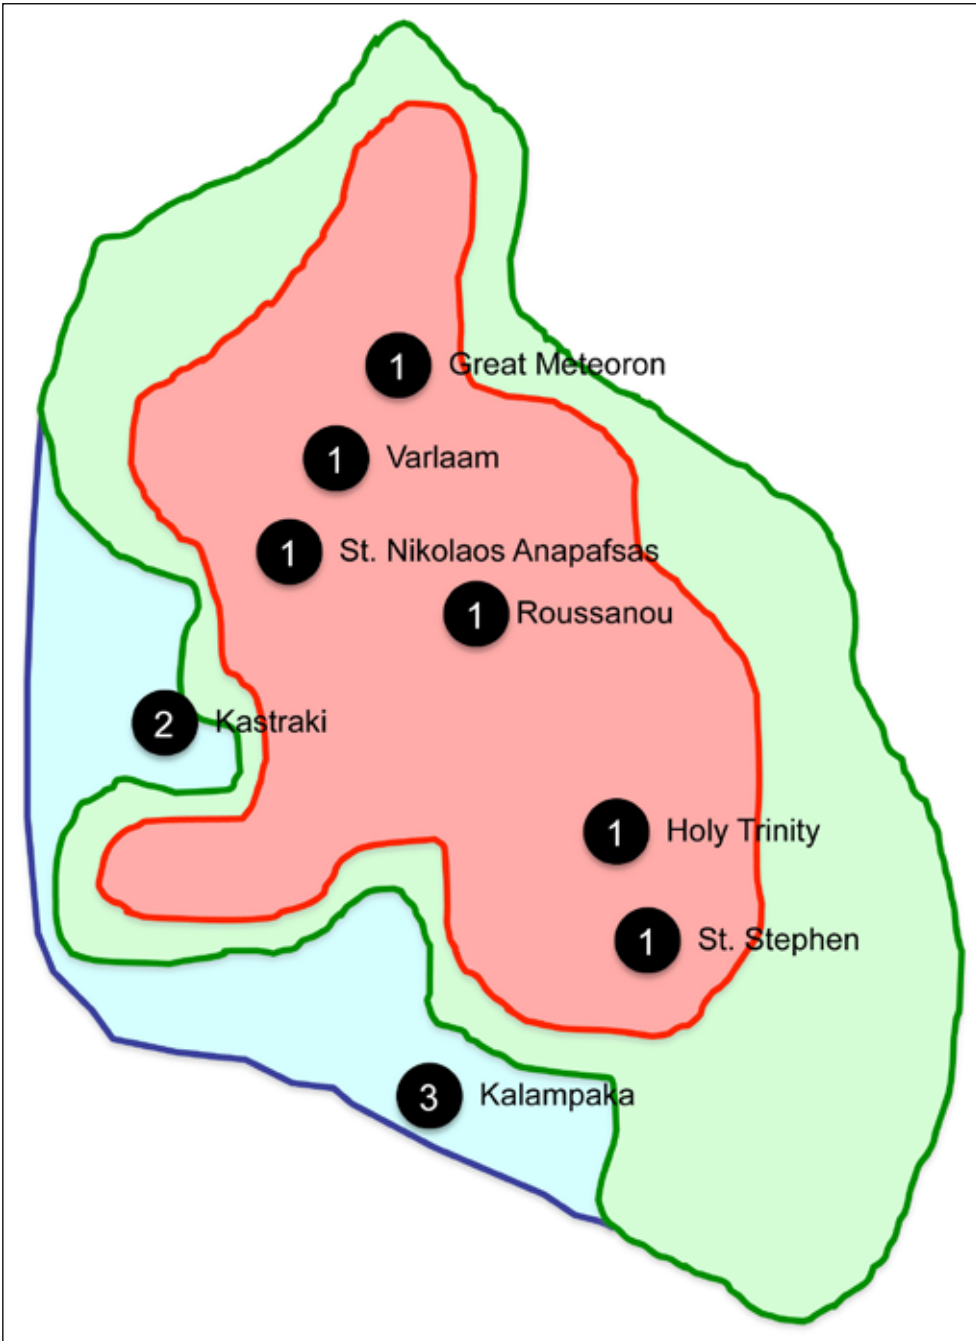 1 Great Meteoron
1 Varlaam
1 St. Nikolaos Anapafsas
1 Roussanou
2 Kastraki
1 Holy Trinity
1 St. Stephen
3 Kalampaka